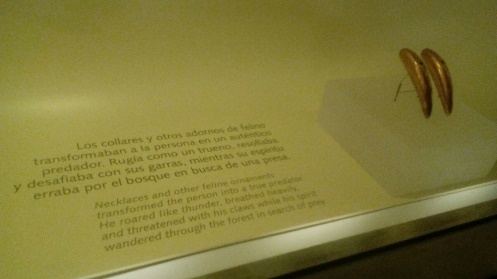 Los collares y otros adornos de felino
transformaban a la persona en un auténtico
predador. Rugía como un trueno, resollaba,
y desafiaba con sus garras, mientras su espíritu
erraba por el bosque en busca de una presa.
Necklaces and other feline ornaments
transformed the person into a true predator.
He roared like thunder, breathed heavily,
and threatened with his claws while his spirit
wandered through the forest in search of prey.